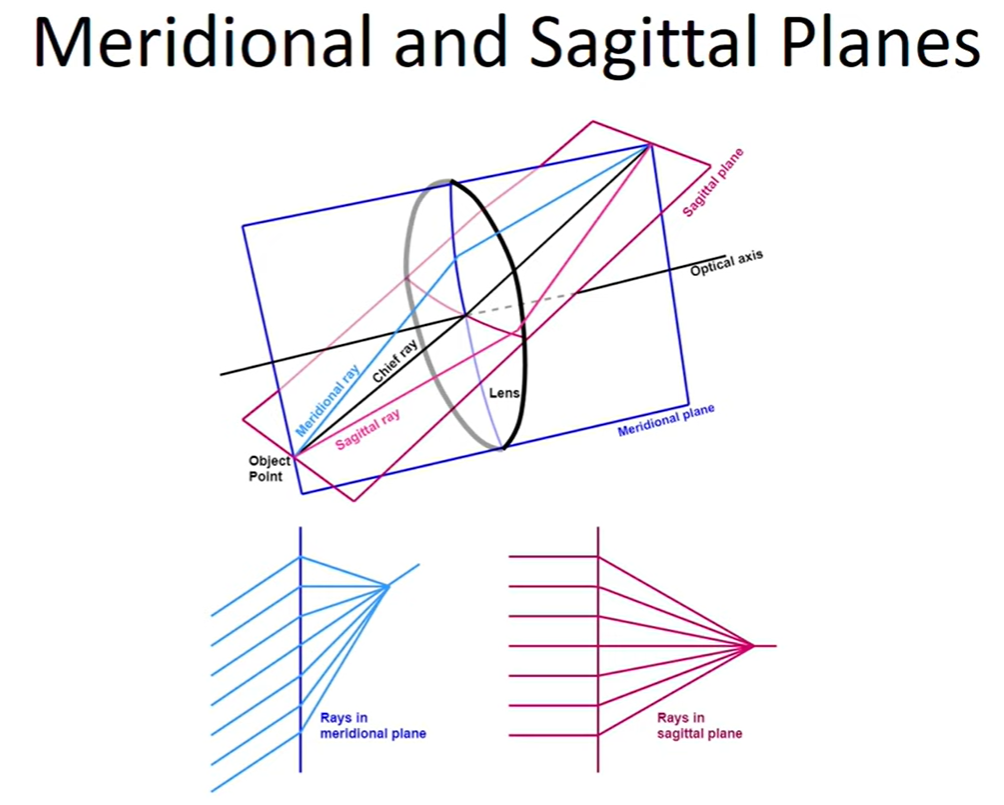 Meridional and Sagittal Planes
Sagittal plane
Optical axis
Meridional ray
Chief ray
Sagittal ray
Lens
Meridional plane
Object
Point
Rays in
meridional plane
Rays in
sagittal plane